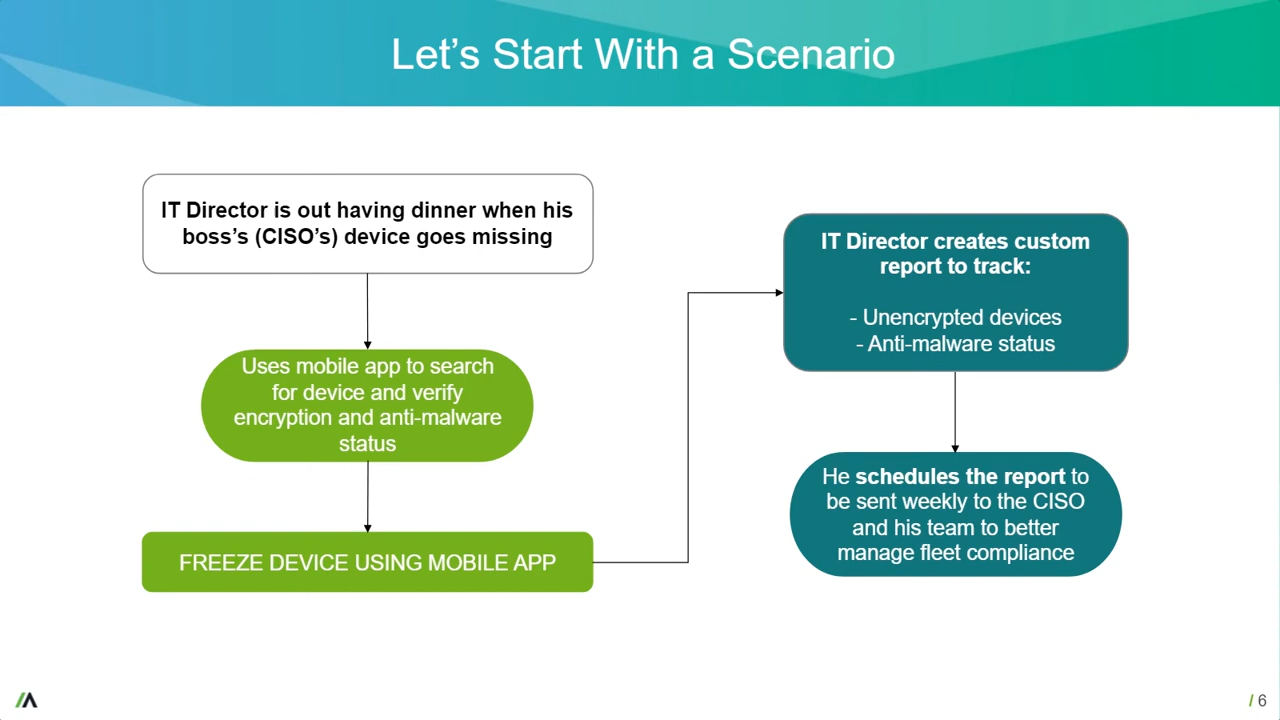 Let’s Start With a Scenario
IT Director is out having dinner when his
boss’s (CISO’s) device goes missing
Uses mobile app to search
for device and verify
encryption and anti-malware
status
FREEZE DEVICE USING MOBILE APP
IT Director creates custom
report to track:
- Unencrypted devices
- Anti-malware status
He schedules the report to
be sent weekly to the CISO
and his team to better
manage fleet compliance
/ 6